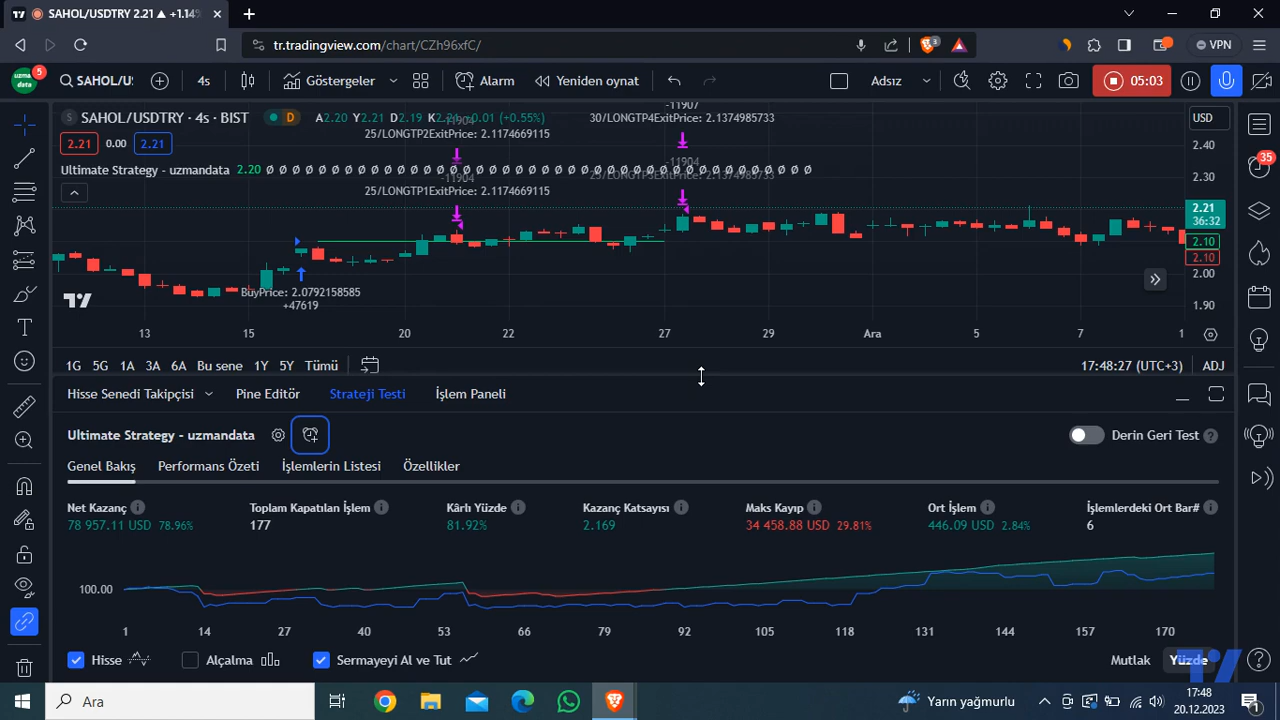 SAHOL/USDTRY 2.21 ▲ +1.14%
tr.tradingview.com/chart/CZh96xfC/
3
VPN
uzman data
5
SAHOL/U
4s
Göstergeler
Alarm
Yeniden oynat
Adsız
05:03
S SAHOL/USDTRY · 4s · BIST
D
A2.20 Y2.21 D2.19 (+0.55%)
USD
-11907
30/LONGTP4ExitPrice: 2.1374985733
-11904
25/LONGTP2ExitPrice: 2.1174669115
2.21 0.00 2.21
2.40
Ultimate Strategy - uzmandata 2.20 Ø Ø Ø Ø Ø Ø Ø Ø Ø Ø Ø Ø Ø Ø Ø Ø Ø Ø Ø Ø Ø Ø Ø Ø Ø Ø Ø Ø Ø Ø Ø Ø
-11904
2.30
25/LONGTP1ExitPrice: 2.1174669115
35
2.21
36:32
2.10
2.10
2.00
BuyPrice: 2.0792158585
+47619
1.90
13 15 20 22 27 29 Ara 5 7 1
1G 5G 1A 3A 6A Bu sene 1Y 5Y Tümü
17:48:27 (UTC+3) ADJ
Hisse Senedi Takipçisi Pine Editör Strateji Testi İşlem Paneli
Ultimate Strategy - uzmandata
Derin Geri Test
Genel Bakış Performans Özeti İşlemlerin Listesi Özellikler
Net Kazanç Toplam Kapatılan İşlem Kârlı Yüzde Kazanç Katsayısı Maks Kayıp Ort İşlem İşlemlerdeki Ort Bar#
78 957.11 USD 78.96% 177 81.92% 2.169 34 458.88 USD 29.81% 446.09 USD 2.84% 6
100.00
1 14 27 40 53 66 79 92 105 118 131 144 157 170
Hisse Alçalma Sermayeyi Al ve Tut
Mutlak Yüzde
Ara
Yarın yağmurlu
17:48
20.12.2023
1